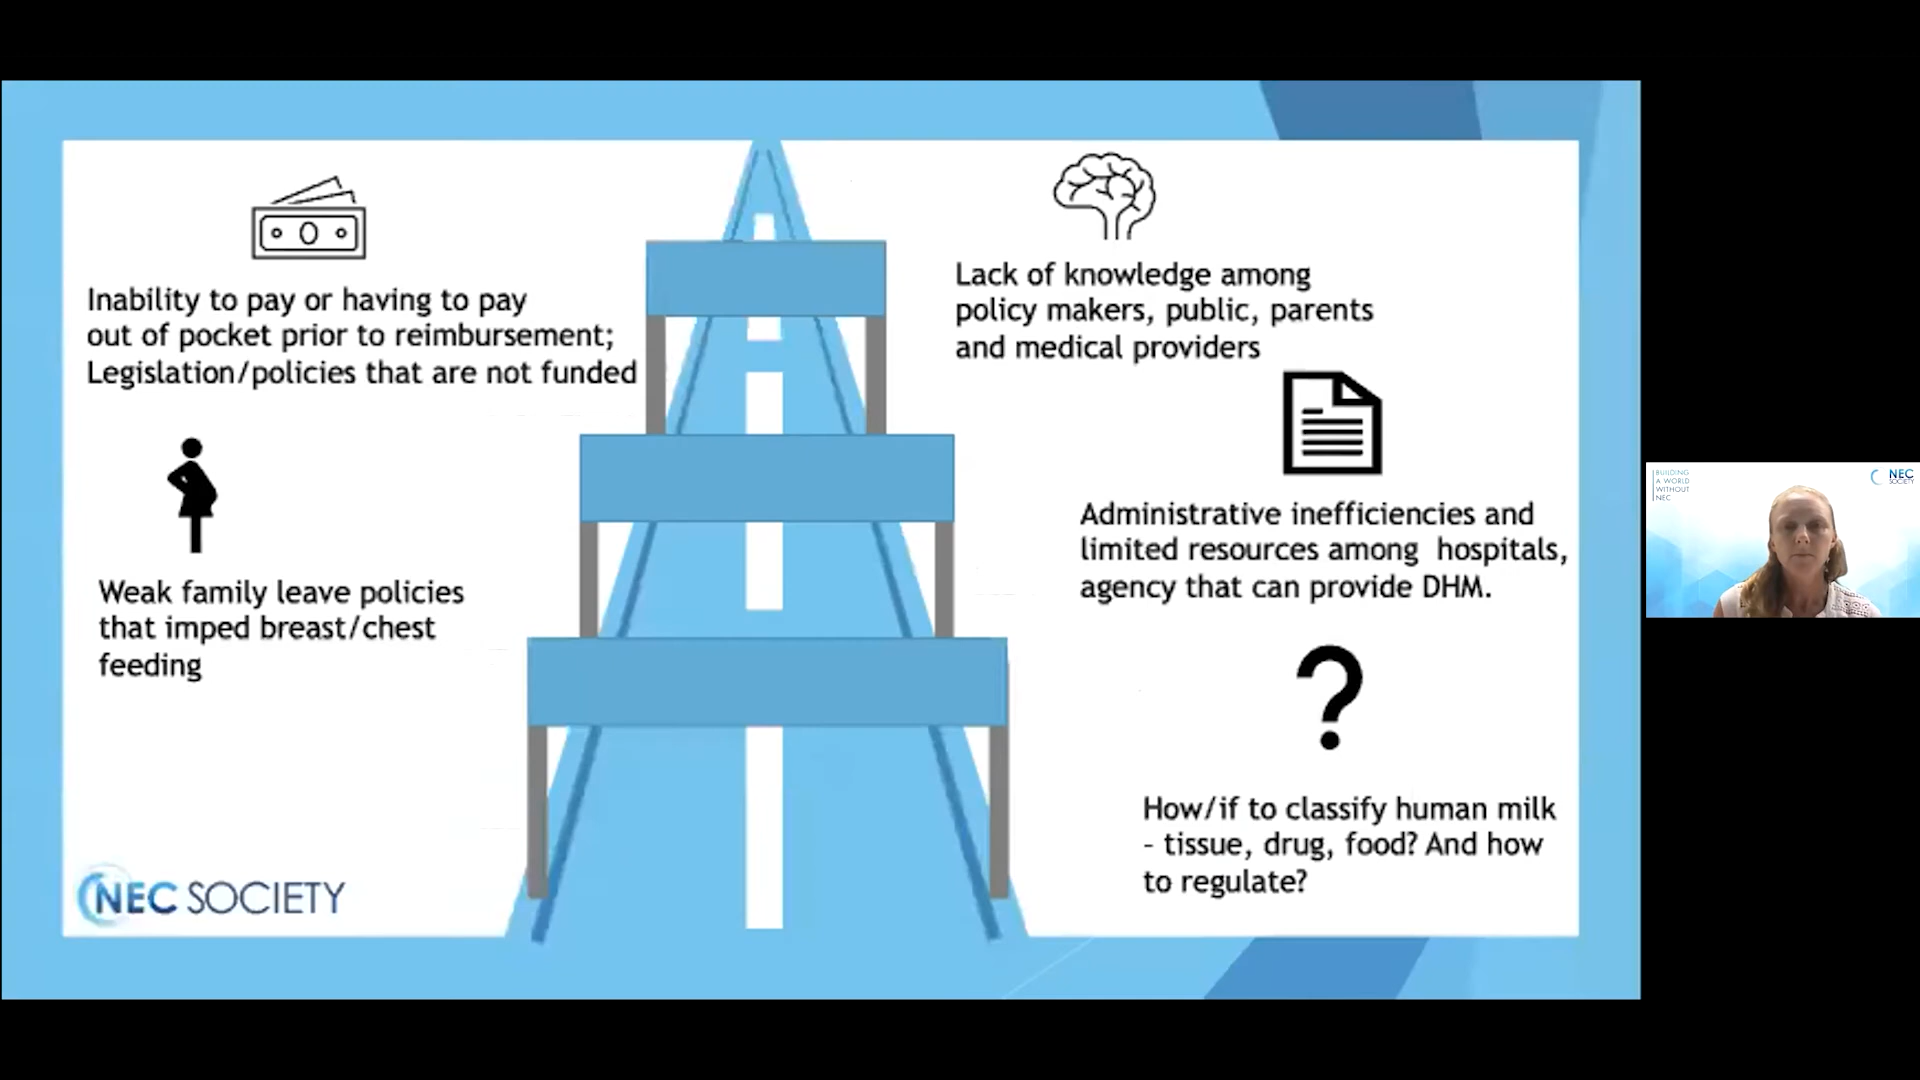 Inability to pay or having to pay
out of pocket prior to reimbursement;
Legislation/policies that are not funded
Weak family leave policies
that imped breast/chest
feeding
NEC SOCIETY
Lack of knowledge among
policy makers, public, parents
and medical providers
Administrative inefficiencies and
limited resources among hospitals,
agency that can provide DHM.
?
How/if to classify human milk
– tissue, drug, food? And how
to regulate?
BUILDING
A WORLD
WITHOUT
NEC
NEC
SOCIETY